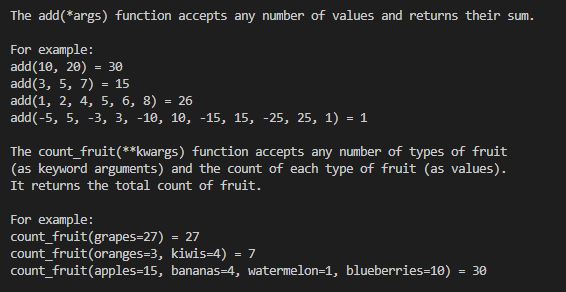 The add(*args) function accepts any number of values and returns their sum.
For example:
add(10, 20) = 30
add(3, 5, 7) = 15
add(1, 2, 4, 5, 6, 8) = 26
add(-5, 5, -3, 3, -10, 10, -15, 15, -25, 25, 1) = 1
The count_fruit(**kwargs) function accepts any number of types of fruit
(as keyword arguments) and the count of each type of fruit (as values).
It returns the total count of fruit.
For example:
count_fruit(grapes=27) = 27
count_fruit(oranges=3, kiwis=4) = 7
count_fruit(apples=15, bananas=4, watermelon=1, blueberries=10) = 30